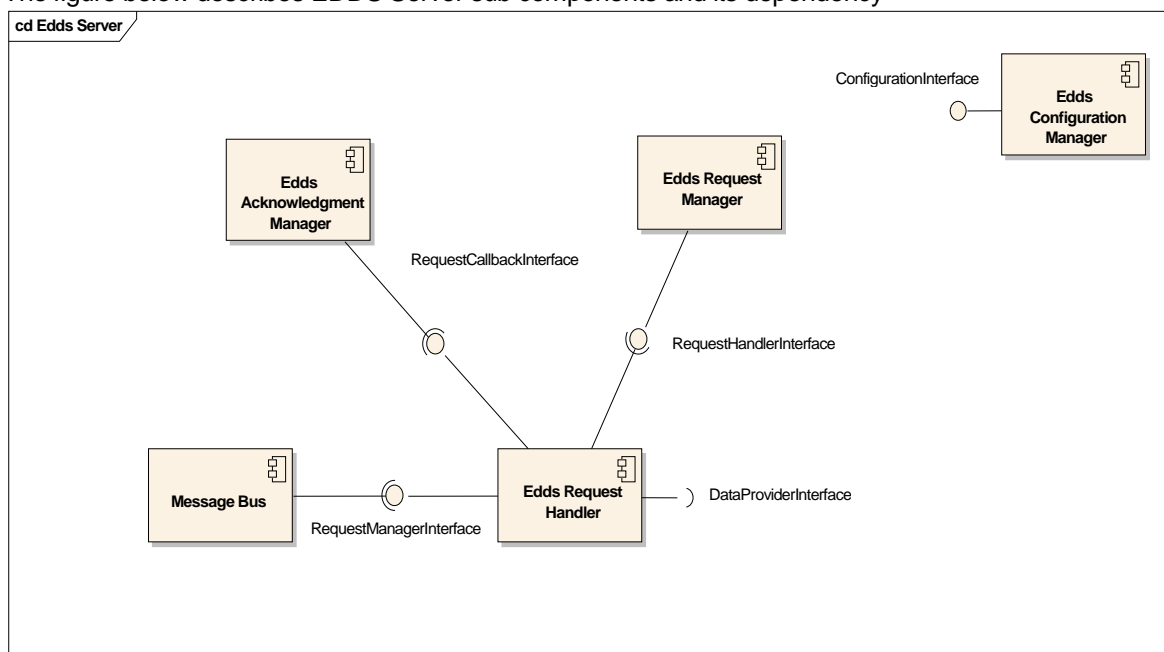 The figure below describes EDDS Server sub-components and its dependency
cd Edds Server
ConfigurationInterface
Edds
Configuration
Manager
Edds
Acknowledgment
Manager
Edds Request
Manager
RequestCallbackInterface
RequestHandlerInterface
Message Bus
RequestManagerInterface
Edds Request
Handler
DataProviderInterface